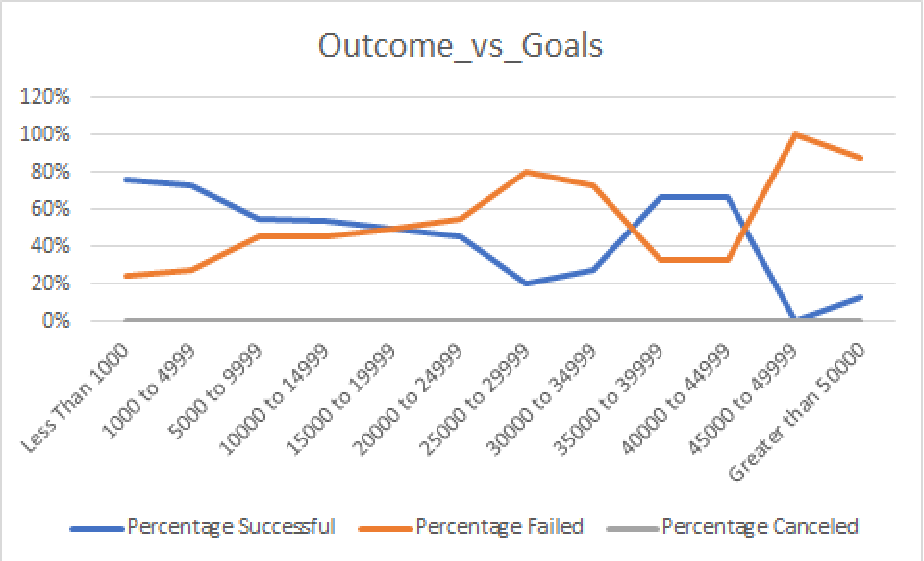 Outcome_vs_Goals
120%
100%
80%
60%
40%
20%
0%
Less Than 1000
1000 to 4999
5000 to 9999
10000 to 14999
15000 to 19999
20000 to 24999
25000 to 29999
30000 to 34999
35000 to 39999
40000 to 44999
45000 to 49999
Greater than 50000
Percentage Successful Percentage Failed Percentage Canceled